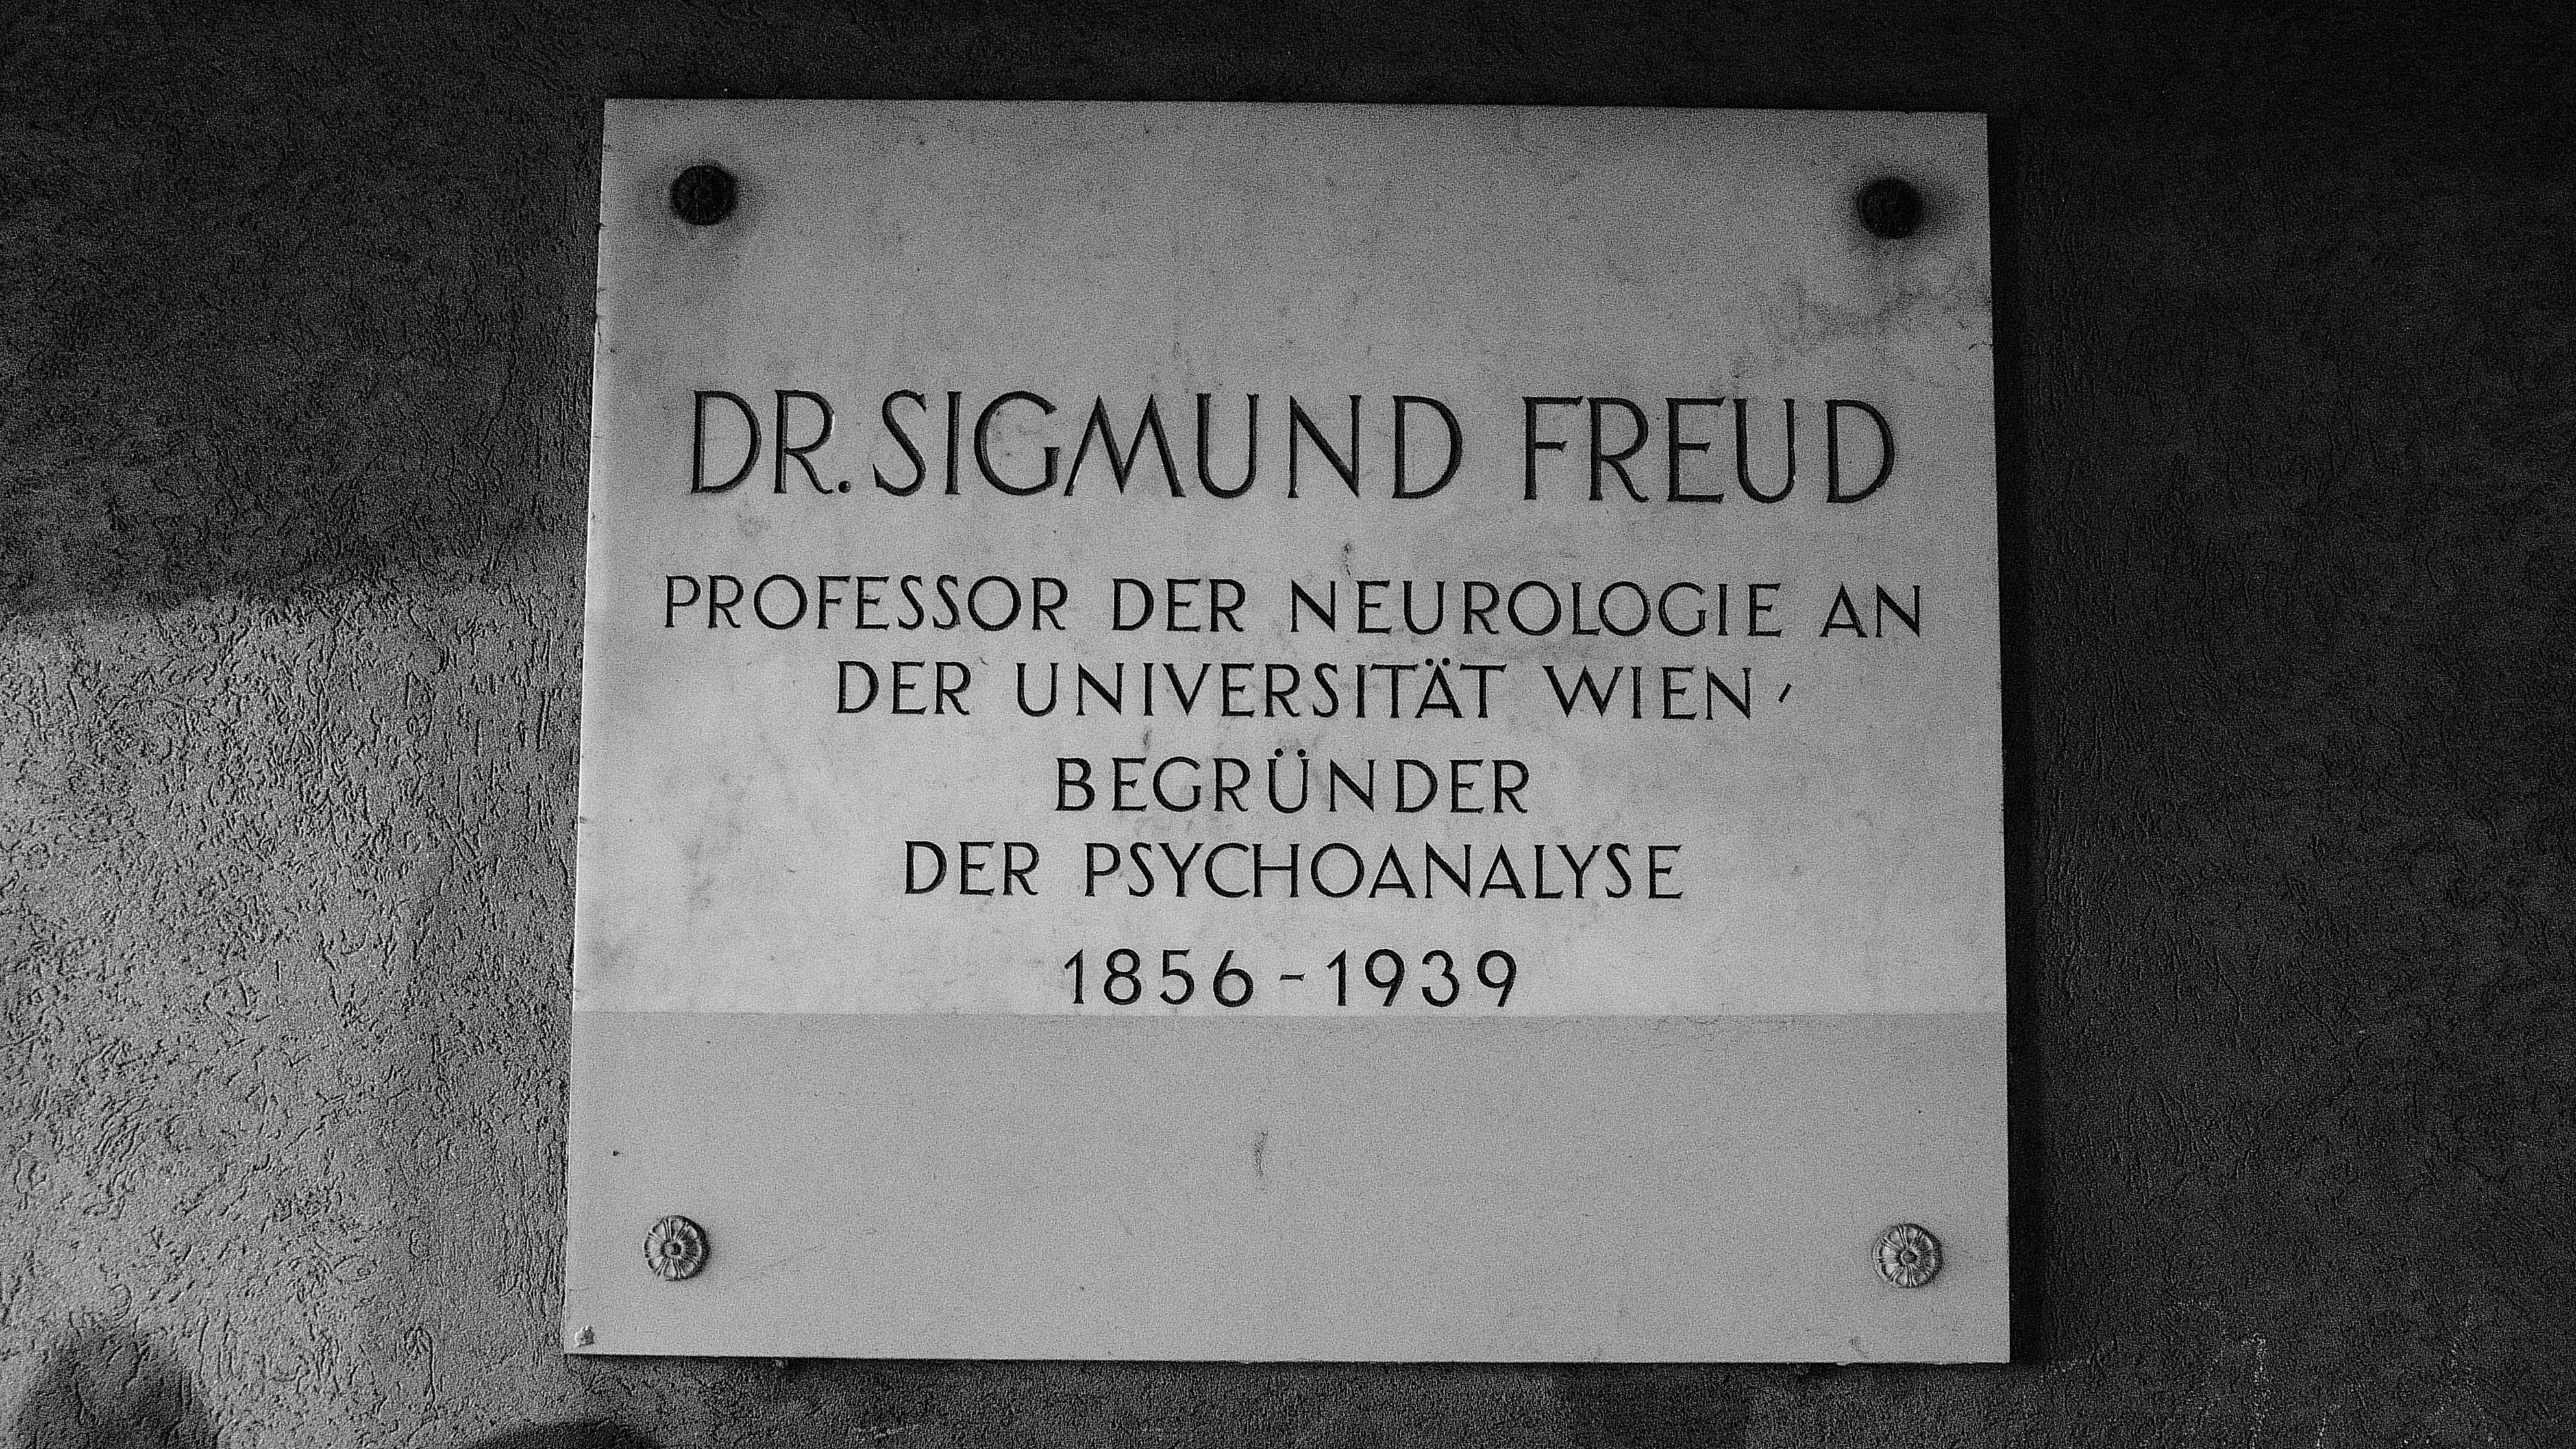 DR. SIGMUND FREUD
PROFESSOR DER NEUROLOGIE AN
DER UNIVERSITÄT WIEN,
BEGRÜNDER
DER PSYCHOANALYSE
1856-1939